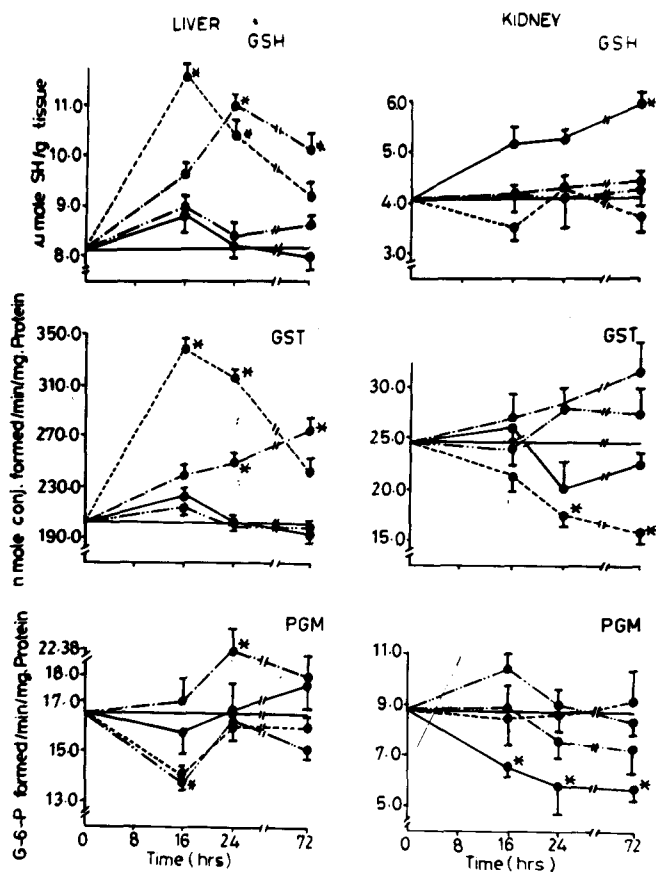 LIVER
KIDNEY
GSH
GSH
11.0
10.0
9.0
8.0
6.0
5.0
4.0
3.0
μ mole SH/g tissue
GST
GST
350.0
310.0
270.0
230.0
190.0
30.0
25.0
20.0
15.0
n mole conj. formed/min/mg. Protein
PGM
PGM
22.38
18.0
17.0
15.0
13.0
11.0
9.0
7.0
5.0
G-6-P formed/min/mg. Protein
0 16 24 72
0 16 24 72
Time (hrs)
Time (hrs)